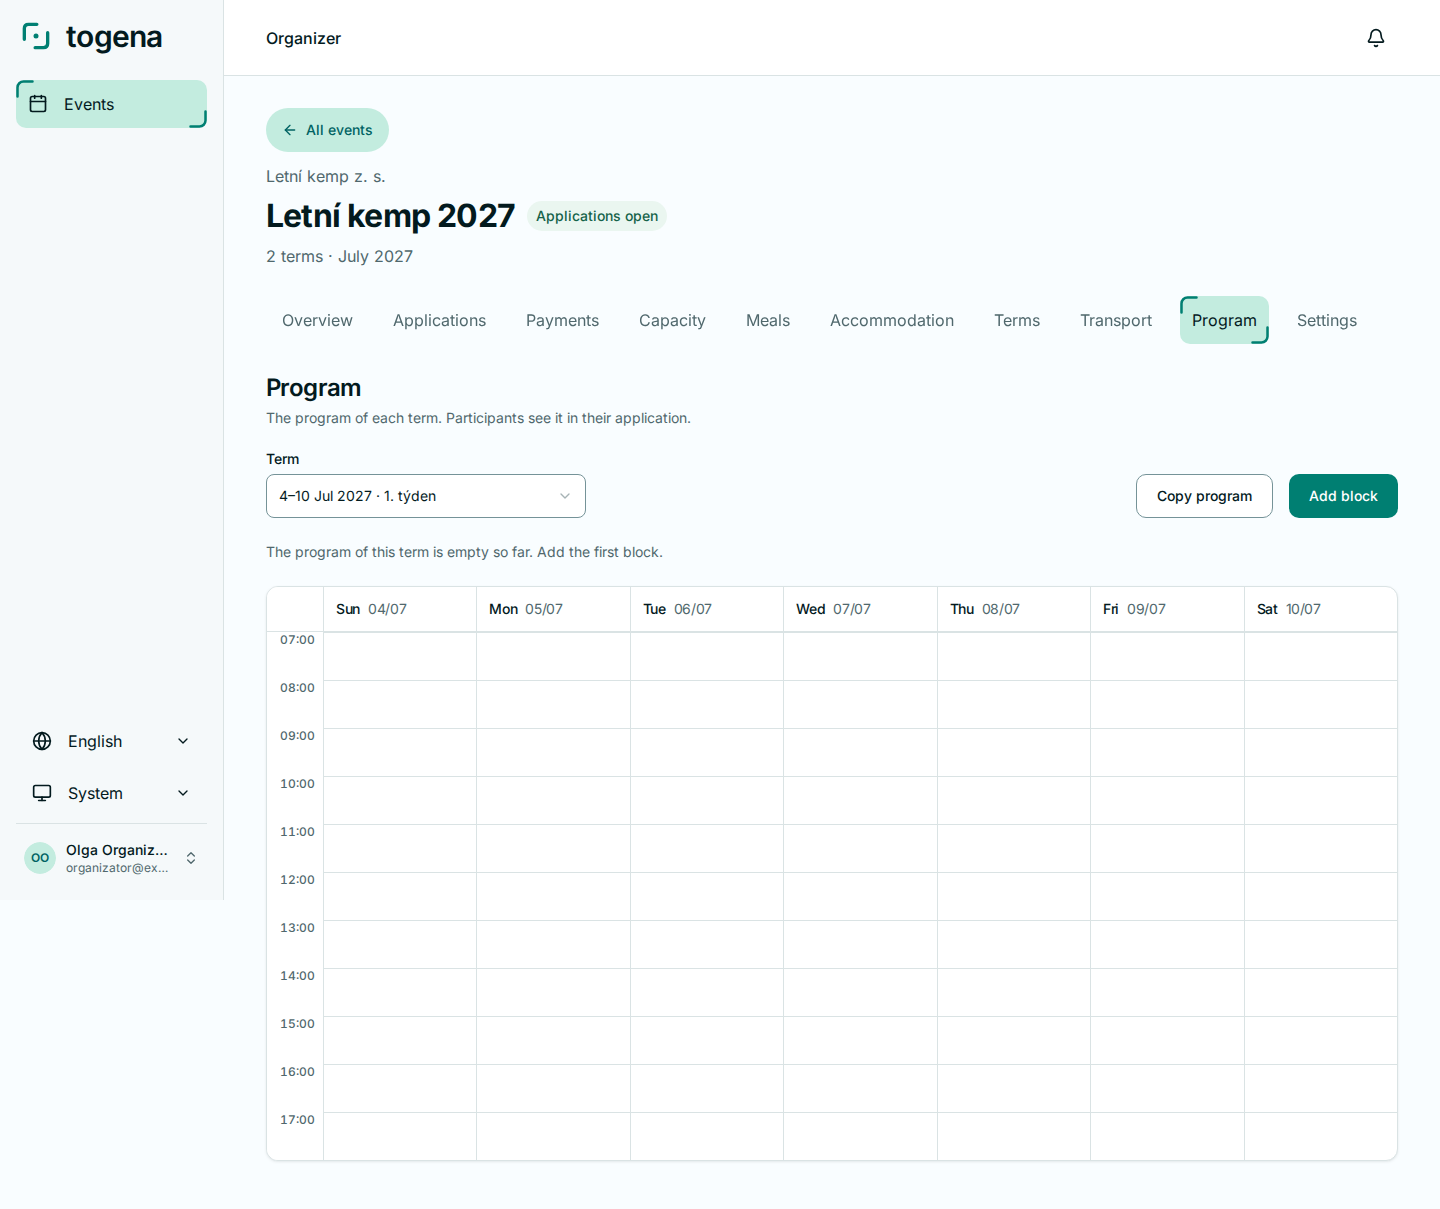 togena
Organizer
Events
All events
Letní kemp z. s.
Letní kemp 2027 Applications open
2 terms · July 2027
Overview Applications Payments Capacity Meals Accommodation Terms Transport Program Settings
Program
The program of each term. Participants see it in their application.
Term
4–10 Jul 2027 · 1. týden Copy program Add block
The program of this term is empty so far. Add the first block.
Sun 04/07 Mon 05/07 Tue 06/07 Wed 07/07 Thu 08/07 Fri 09/07 Sat 10/07
07:00
08:00
09:00
10:00
11:00
12:00
13:00
14:00
15:00
16:00
17:00
English
System
OO Olga Organiz...
organizator@ex...